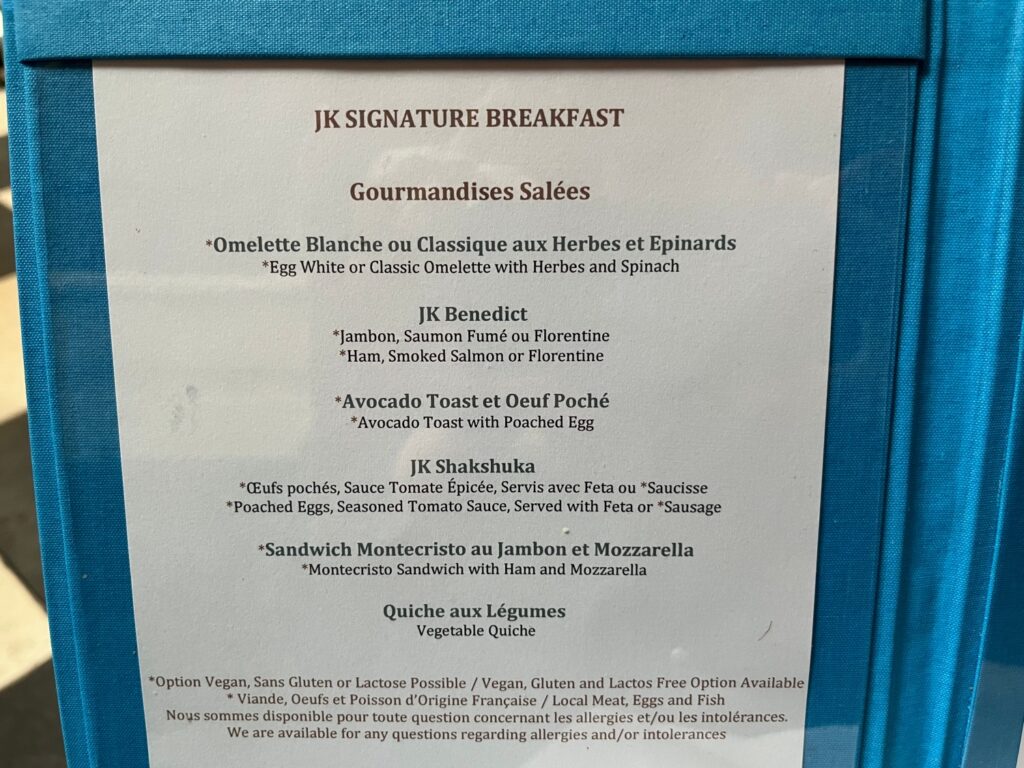 JK SIGNATURE BREAKFAST
Gourmandises Salées
*Omelette Blanche ou Classique aux Herbes et Epinards
*Egg White or Classic Omelette with Herbes and Spinach
JK Benedict
*Jambon, Saumon Fumé ou Florentine
*Ham, Smoked Salmon or Florentine
*Avocado Toast et Oeuf Poché
*Avocado Toast with Poached Egg
JK Shakshuka
*Œufs pochés, Sauce Tomate Épicée, Servis avec Feta ou *Saucisse
*Poached Eggs, Seasoned Tomato Sauce, Served with Feta or *Sausage
*Sandwich Montecristo au Jambon et Mozzarella
*Montecristo Sandwich with Ham and Mozzarella
Quiche aux Légumes
Vegetable Quiche
*Option Vegan, Sans Gluten or Lactose Possible / Vegan, Gluten and Lactos Free Option Available
* Viande, Oeufs et Poisson d'Origine Française / Local Meat, Eggs and Fish
Nous sommes disponible pour toute question concernant les allergies et/ou les intolérances.
We are available for any questions regarding allergies and/or intolerances